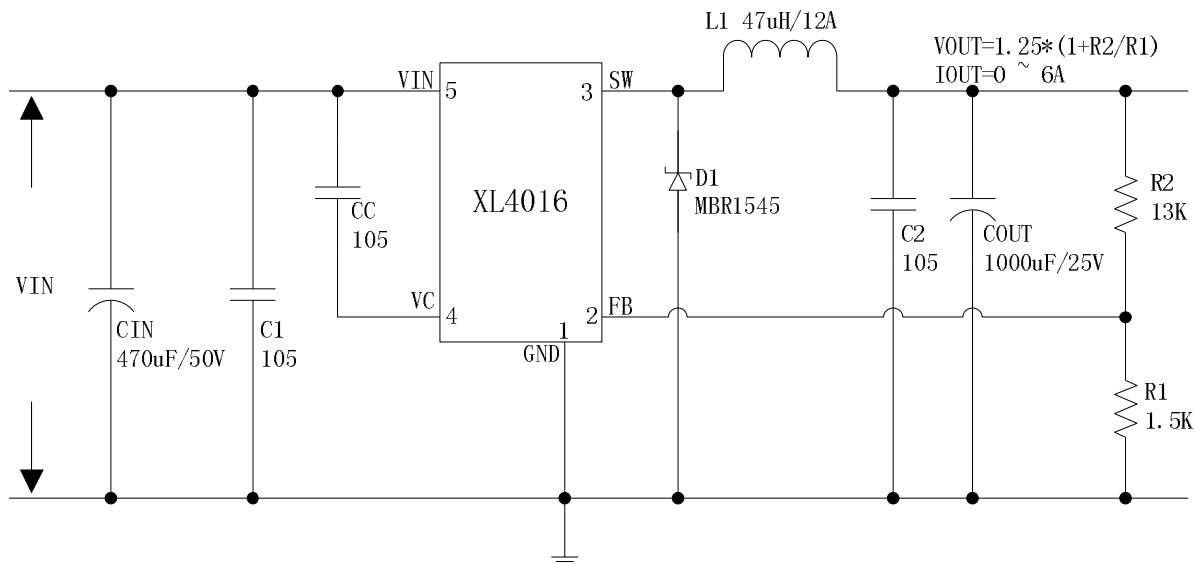 L1 47uH/12A
VOUT=1.25*(1+R2/R1)
IOUT=0 ~ 6A
VIN
5
3
SW
XL4016
D1
MBR1545
R2
13K
CC
105
C2
105
COUT
1000uF/25V
VIN
VC
4
2
FB
1
GND
CIN
470uF/50V
C1
105
R1
1.5K